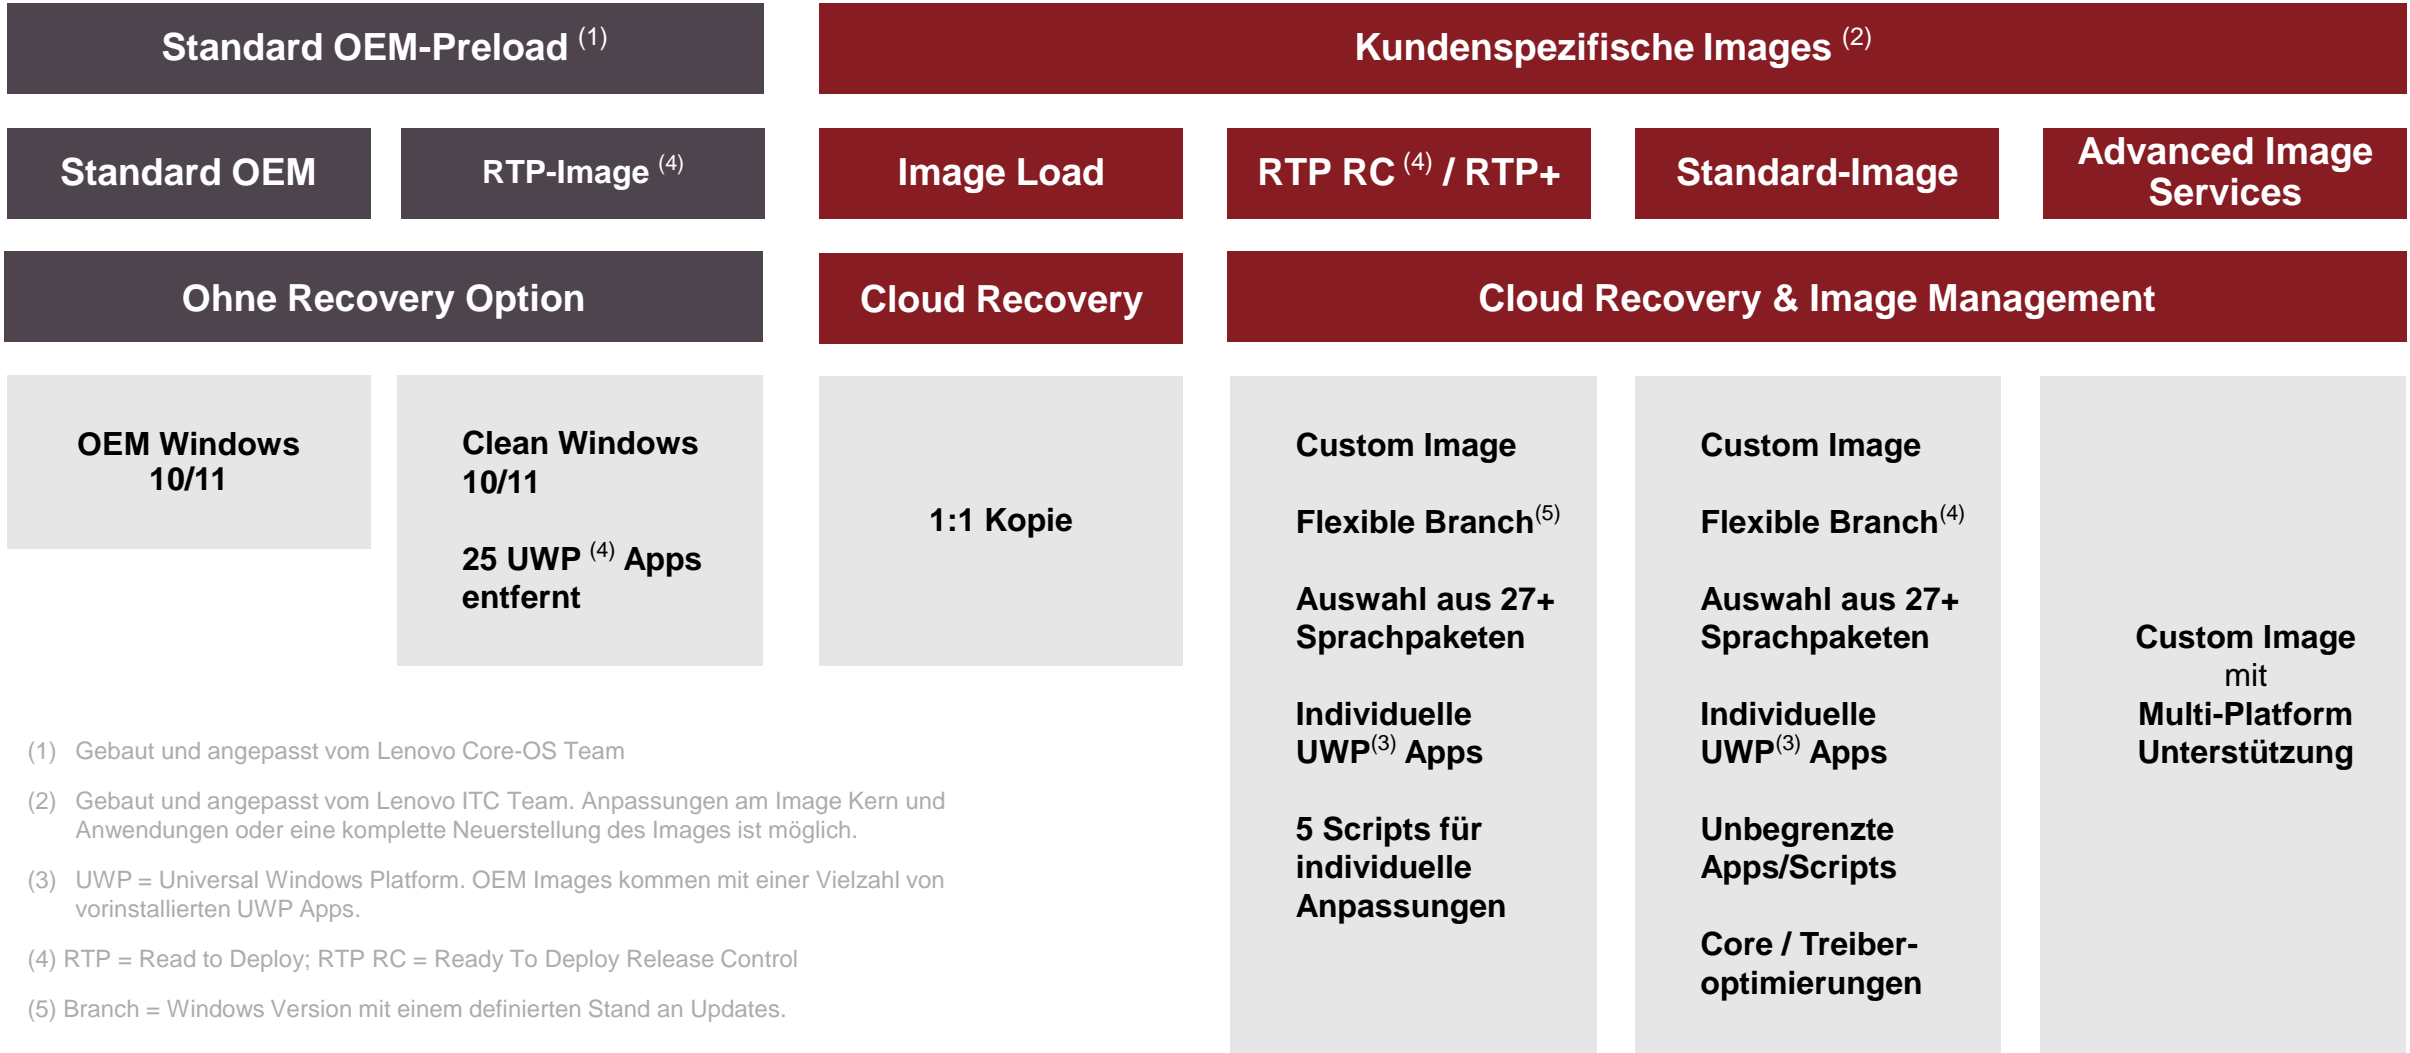 Standard OEM-Preload (1)
Kundenspezifische Images (2)
Standard OEM
RTP-Image (4)
Image Load
RTP RC (4) / RTP+
Standard-Image
Advanced Image
Services
Ohne Recovery Option
Cloud Recovery
Cloud Recovery & Image Management
OEM Windows
10/11
Clean Windows
10/11
25 UWP (4) Apps
entfernt
1:1 Kopie
Custom Image
Flexible Branch(5)
Auswahl aus 27+
Sprachpaketen
Individuelle
UWP(3) Apps
5 Scripts für
individuelle
Anpassungen
Custom Image
Flexible Branch(4)
Auswahl aus 27+
Sprachpaketen
Individuelle
UWP(3) Apps
Unbegrenzte
Apps/Scripts
Core / Treiber-
optimierungen
Custom Image
mit
Multi-Platform
Unterstützung
(1) Gebaut und angepasst vom Lenovo Core-OS Team
(2) Gebaut und angepasst vom Lenovo ITC Team. Anpassungen am Image Kern und
Anwendungen oder eine komplette Neuerstellung des Images ist möglich.
(3) UWP = Universal Windows Platform. OEM Images kommen mit einer Vielzahl von
vorinstallierten UWP Apps.
(4) RTP = Read to Deploy; RTP RC = Ready To Deploy Release Control
(5) Branch = Windows Version mit einem definierten Stand an Updates.